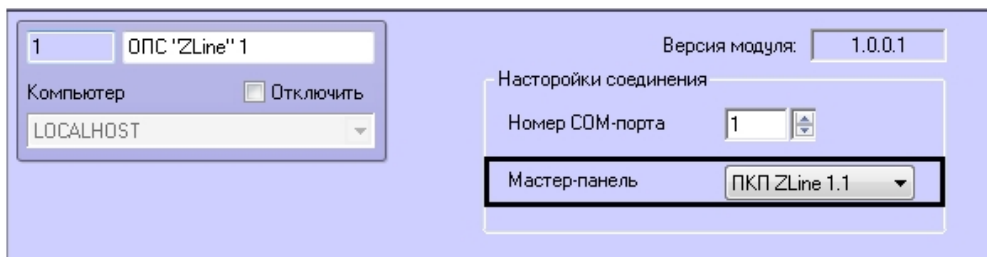 1 ОПС "ZLine" 1
Компьютер Отключить
LOCALHOST
Версия модуля: 1.0.0.1
Насторойки соединения
Номер COM-порта 1
Мастер-панель ПКП ZLine 1.1